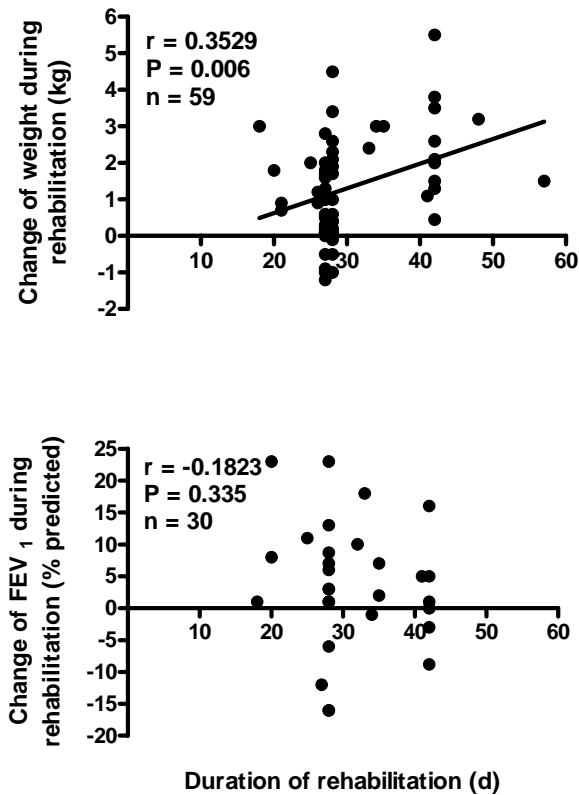 Change of weight during
rehabilitation (kg)
6
5
4
3
2
1
0
-1
-2
r = 0.3529
P = 0.006
n = 59
10 20 30 40 50 60
Change of FEV 1 during
rehabilitation (% predicted)
25
20
15
10
5
0
-5
-10
-15
-20
r = -0.1823
P = 0.335
n = 30
10 20 30 40 50 60
Duration of rehabilitation (d)